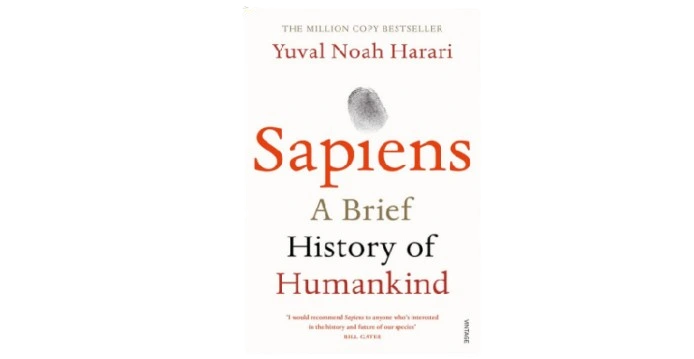 THE MILLION COPY BESTSELLER
Yuval Noah Harari
Sapiens
A Brief
History of
Humankind
'I would recommend Sapiens to anyone who's interested
in the history and future of our species'
BILL GATES
VINTAGE